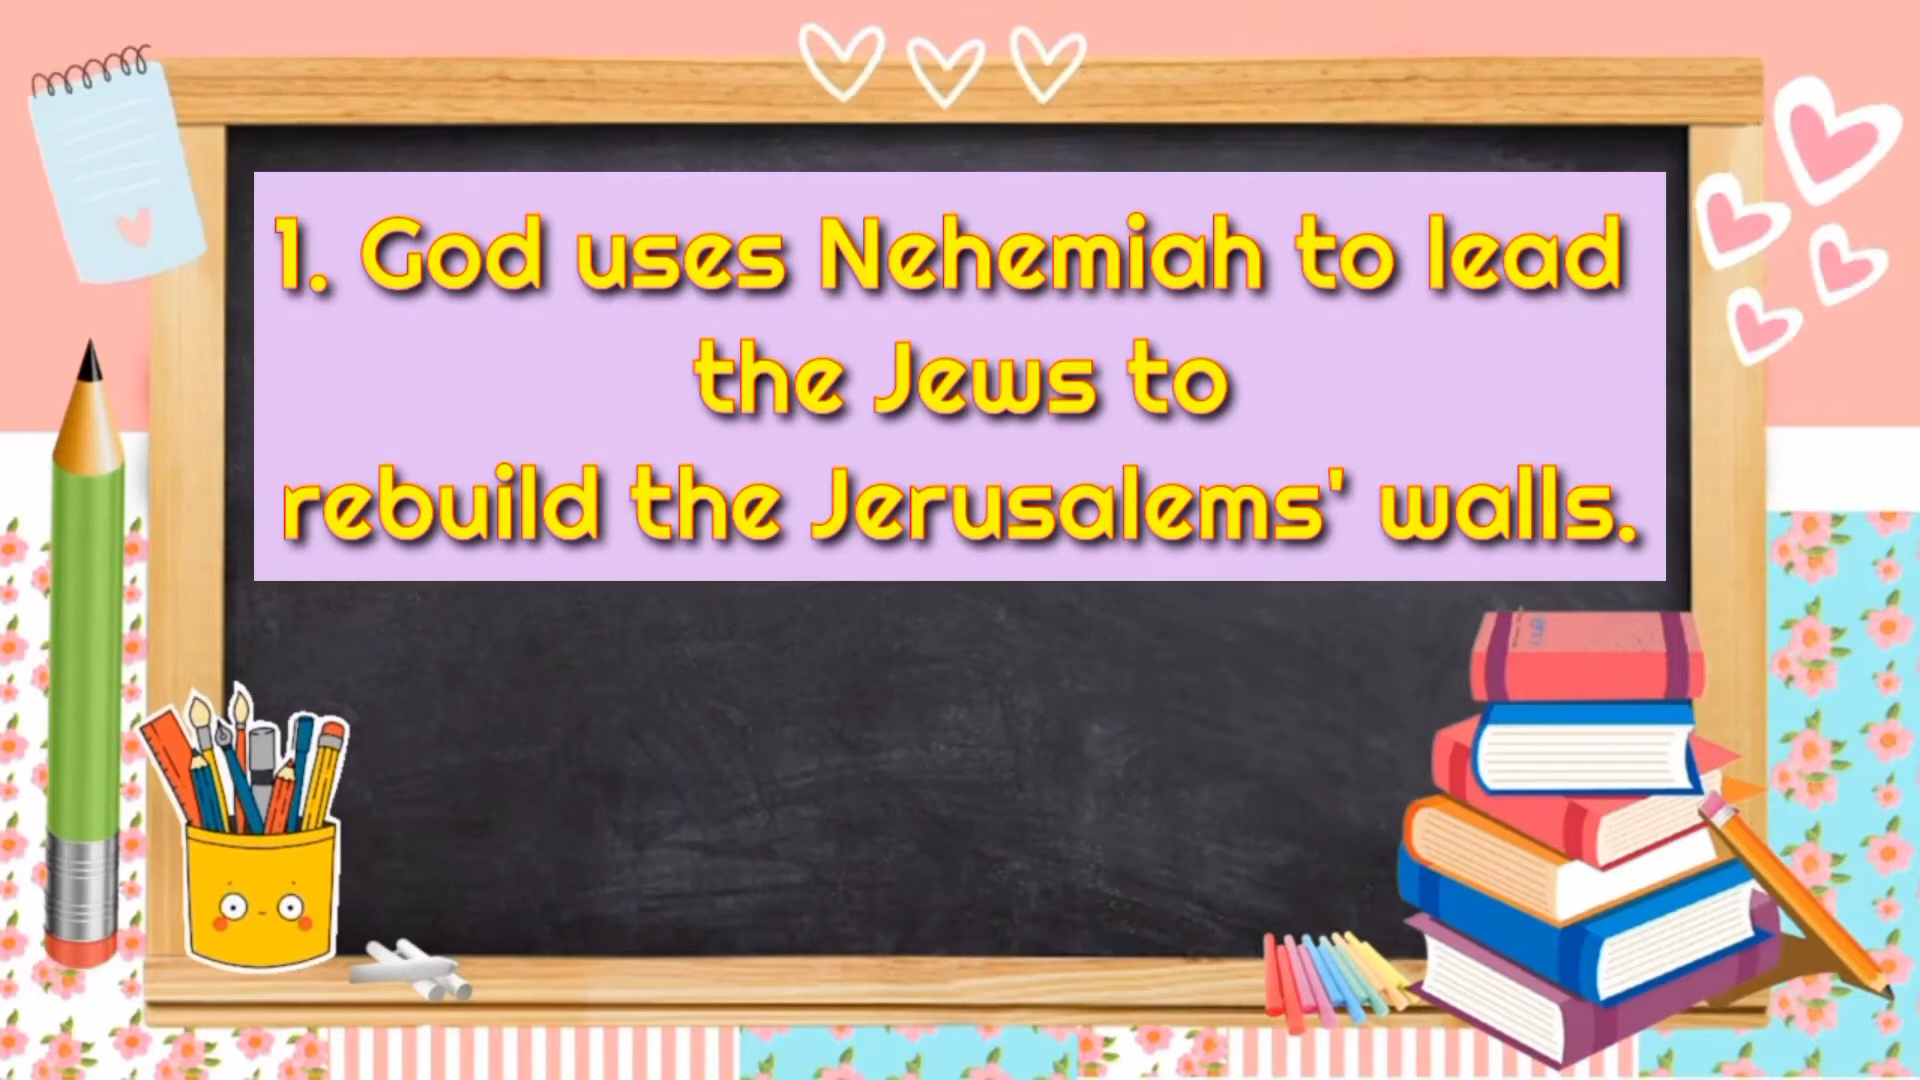 1. God uses Nehemiah to lead
the Jews to
rebuild the Jerusalems' walls.